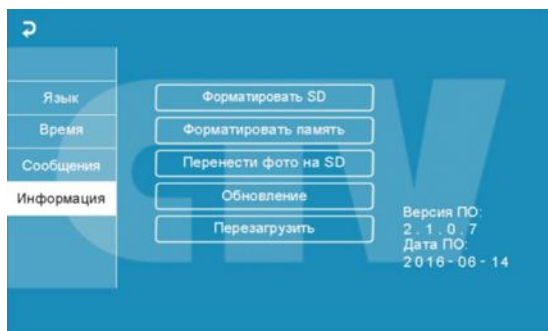 Язык
Время
Сообщения
Информация
Форматировать SD
Форматировать память
Перенести фото на SD
Обновление
Перезагрузить
Версия ПО:
2.1.0.7
Дата ПО:
2016-06-14
CTV